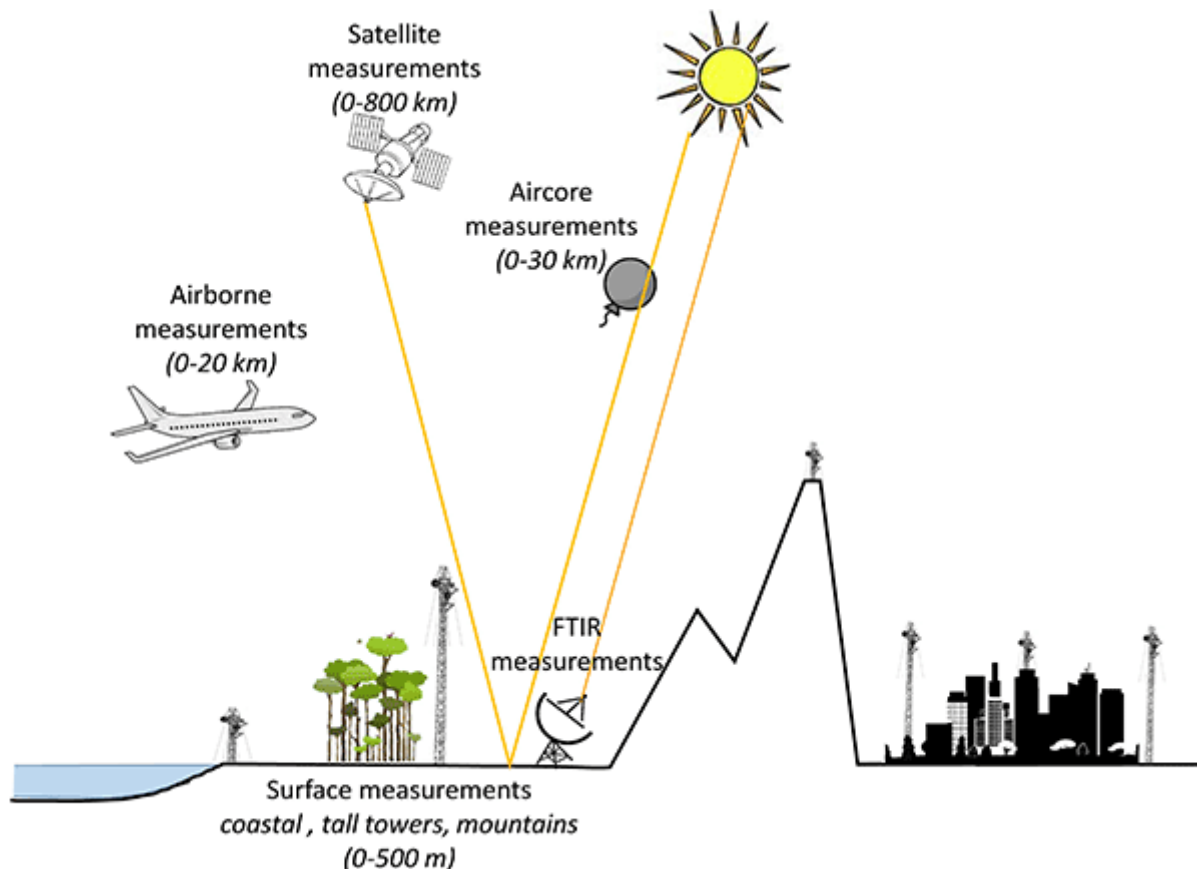 Satellite
measurements
(0-800 km)
Aircore
measurements
(0-30 km)
Airborne
measurements
(0-20 km)
FTIR
measurements
Surface measurements
coastal , tall towers, mountains
(0-500 m)